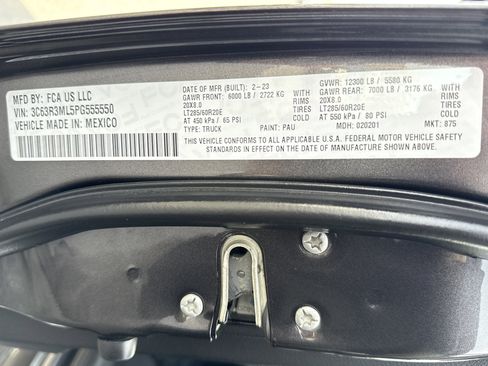 MFD BY: FCA US LLC
VIN: 3C63R3ML5PG555550
VEHICLE MADE IN: MEXICO
DATE OF MFR (BUILT): 2-23
GAWR FRONT: 6000 LB / 2722 KG
20X8.0 RIMS
LT285/60R20E TIRES
AT 450 kPa / 65 PSI COLD
TYPE: TRUCK PAINT: PAU
GVWR: 12300 LB / 5580 KG
GAWR REAR: 7000 LB / 3176 KG
20X8.0 RIMS
LT285/60R20E TIRES
AT 550 kPa / 80 PSI COLD
MDH: 020201 MKT: 875
THIS VEHICLE CONFORMS TO ALL APPLICABLE U.S.A. FEDERAL MOTOR VEHICLE SAFETY
STANDARDS IN EFFECT ON THE DATE OF MANUFACTURE SHOWN ABOVE.